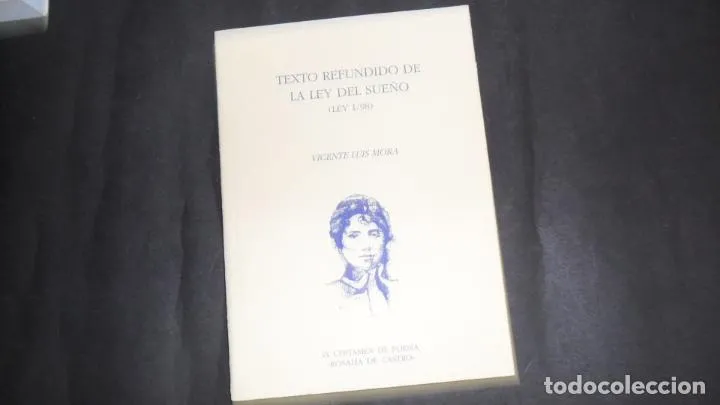 TEXTO REFUNDIDO DE
LA LEY DEL SUEÑO
(LEY 1/98)
VICENTE LUIS MORA
IX CERTAMEN DE POESÍA
«ROSALÍA DE CASTRO»
todocoleccion